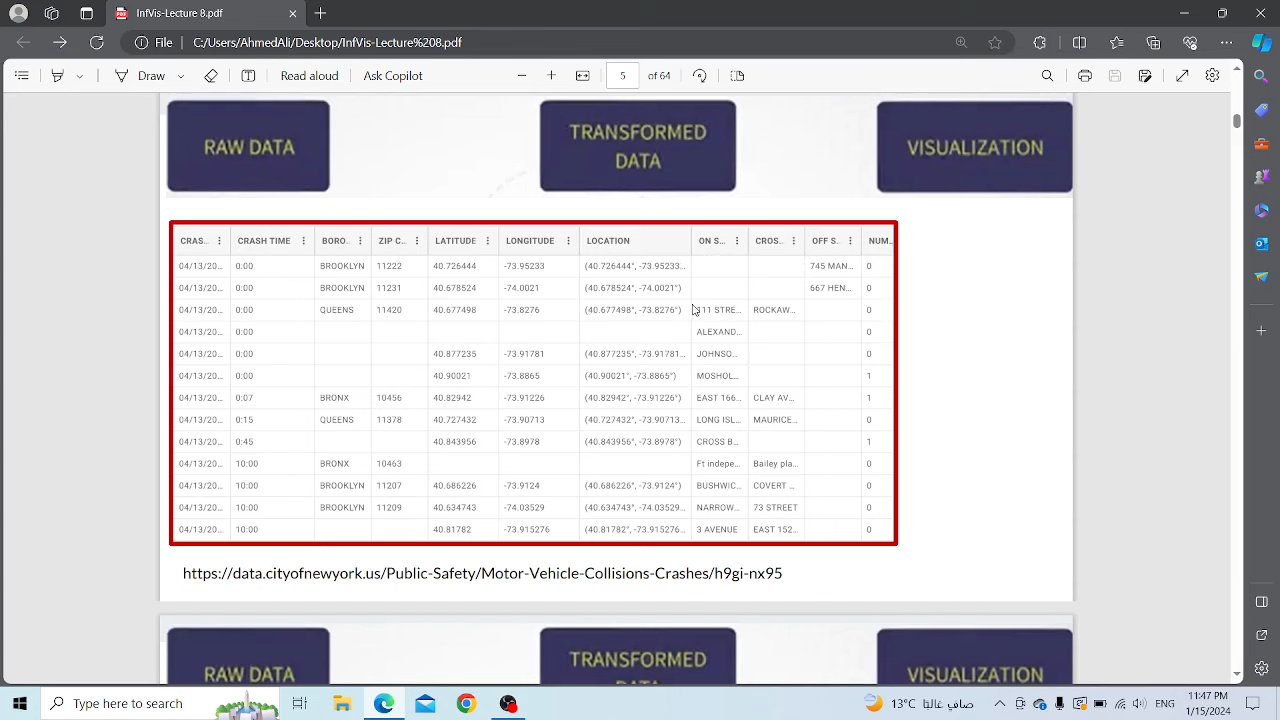 InfVis_Lecture02.pdf
File
C:/Users/
Draw
Read aloud
Ask Copilot
5
of 64
RAW DATA
TRANSFORMED
DATA
VISUALIZATION
CRAS.. CRASH TIME BORO.. ZIP C... LATITUDE LONGITUDE LOCATION ON S... CROS.. OFF S... NUM..
04/13/20... 0:00 BROOKLYN 11222 40.726444 -73.95233 (40.726444°, -73.95233... 745 MAN... 0
04/13/20... 0:00 BROOKLYN 11231 40.678524 -74.0021 (40.678524°, -74.0021°) 667 HEN... 0
04/13/20... 0:00 QUEENS 11420 40.677498 -73.8276 (40.677498°, -73.8276°) 111 STRE... ROCKAW... 0
04/13/20... 0:00 ALEXAND... 0
04/13/20... 0:00 40.877235 -73.91781 (40.877235°, -73.91781... JOHNSO... 0
04/13/20... 0:00 40.90021 -73.8865 (40.90021°, -73.8865°) MOSHOL... 1
04/13/20... 0:07 BRONX 10456 40.82942 -73.91226 (40.82942°, -73.91226°) EAST 166... CLAY AV... 1
04/13/20... 0:15 QUEENS 11378 40.727432 -73.90713 (40.727432°, -73.90713... LONG ISL... MAURICE... 0
04/13/20... 0:45 40.843956 -73.8978 (40.843956°, -73.8978°) CROSS B... 1
04/13/20... 10:00 BRONX 10463 Ft indepe... Bailey pla... 0
04/13/20... 10:00 BROOKLYN 11207 40.686226 -73.9124 (40.686226°, -73.9124°) BUSHWIC... COVERT ... 0
04/13/20... 10:00 BROOKLYN 11209 40.634743 -74.03529 (40.634743°, -74.03529... NARROW... 73 STREET 0
04/13/20... 10:00 40.81782 -73.915276 (40.81782°, -73.915276... 3 AVENUE EAST 152... 0
https://data.cityofnewyork.us/Public-Safety/Motor-Vehicle-Collisions-Crashes/h9gi-nx95
RAW DATA
TRANSFORMED
VISUALIZATION
Type here to search
13°C صافي غالبًا
ENG
11:47 PM
1/15/2024